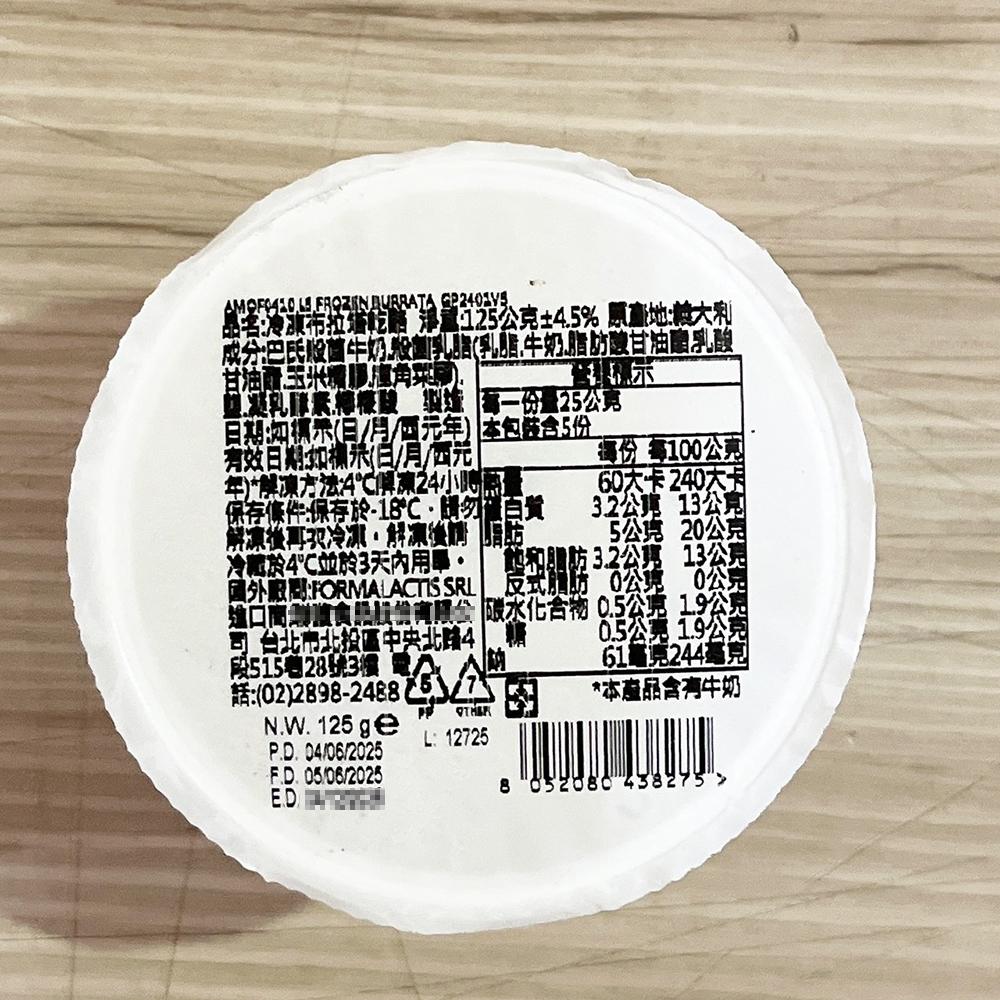 AMOF0410 LS FROZEN BURRATA GP2401V5
品名:冷凍布拉塔乾酪 淨重:125公克±4.5% 原產地:義大利
成分:巴氏殺菌牛奶.殺菌乳脂(乳脂.牛奶.脂肪酸甘油酯.乳酸
甘油酯.玉米糖膠.鹿角菜膠).
鹽.凝乳酵素.檸檬酸 製造
日期:如標示(日/月/西元年)
有效日期:如標示(日/月/西元
年)*解凍方法:4°C解凍24小時
保存條件:保存於-18°C。請勿
解凍後再次冷凍。解凍後請
冷藏於4°C並於3天內用畢。
國外廠商:FORMALACTIS SRL
進口商 食品股份有限公
司 台北市北投區中央北路4
段515巷28號3樓 電
話:(02)2898-2488
營養標示
每一份量25公克
本包裝含5份
每份 每100公克
熱量 60大卡 240大卡
蛋白質 3.2公克 13公克
脂肪 5公克 20公克
飽和脂肪 3.2公克 13公克
反式脂肪 0公克 0公克
碳水化合物 0.5公克 1.9公克
糖 0.5公克 1.9公克
鈉 61毫克 244毫克
*本產品含有牛奶
5
PP
7
OTHER
N.W. 125 g e
P.D. 04/06/2025
F.D. 05/06/2025
E.D.
L: 12725
8 052080 438275 >